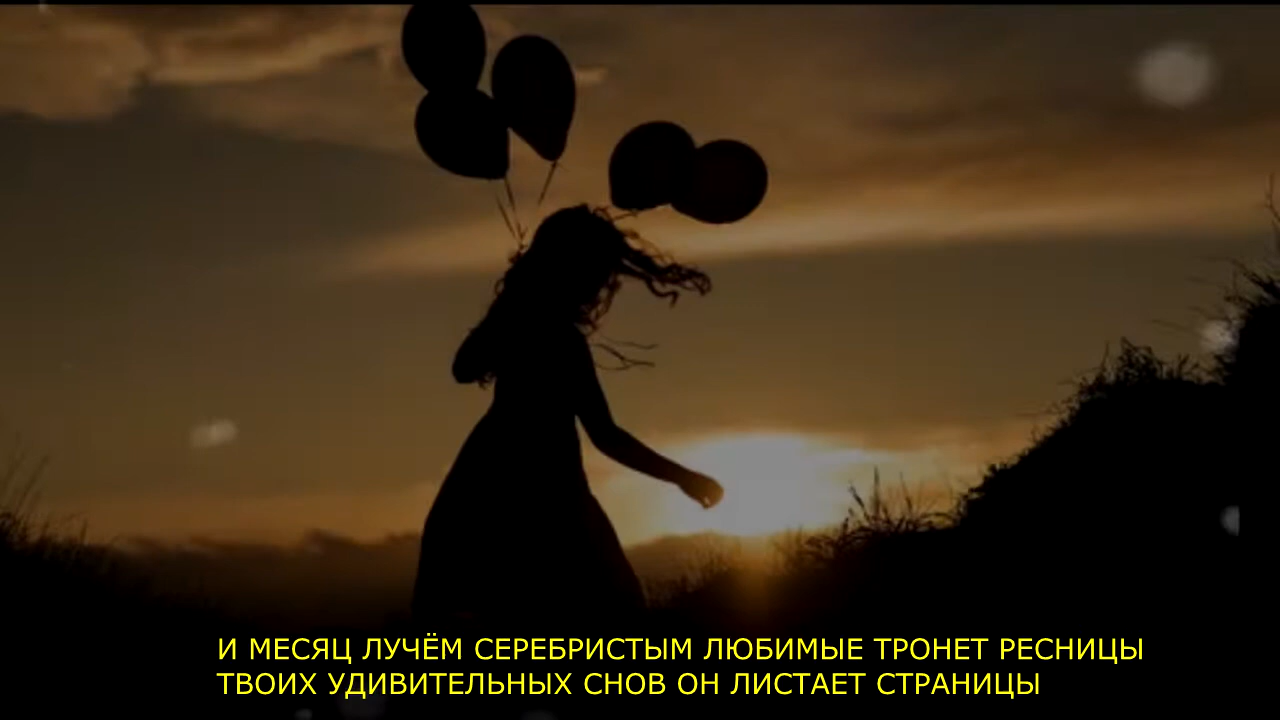 И МЕСЯЦ ЛУЧЁМ СЕРЕБРИСТЫМ ЛЮБИМЫЕ ТРОНЕТ РЕСНИЦЫ
ТВОИХ УДИВИТЕЛЬНЫХ СНОВ ОН ЛИСТАЕТ СТРАНИЦЫ